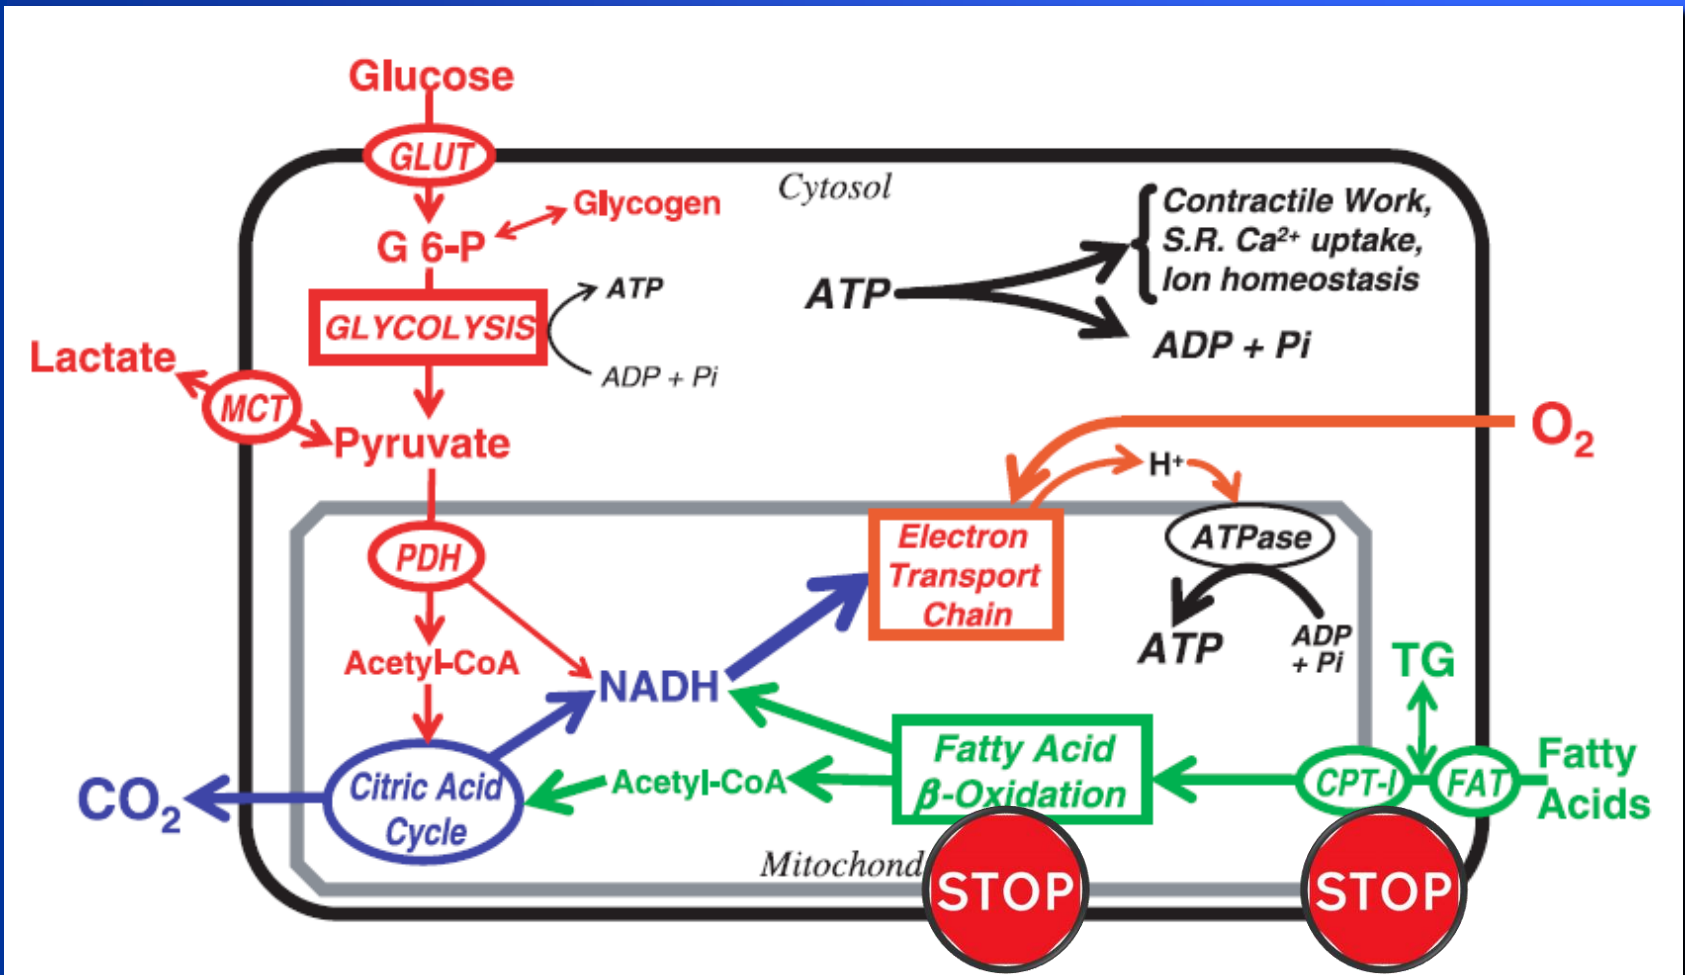 Glucose
GLUT
Cytosol
Glycogen
G 6-P
Contractile Work,
S.R. Ca²⁺ uptake,
Ion homeostasis
ATP
ATP
GLYCOLYSIS
ADP + Pi
Lactate
ADP + Pi
MCT
Pyruvate
O₂
H⁺
PDH
Electron
Transport
Chain
ATPase
ATP
ADP
+ Pi
Acetyl-CoA
NADH
TG
Fatty Acid
β-Oxidation
Fatty
Acids
CPT-I
FAT
Acetyl-CoA
CO₂
Citric Acid
Cycle
Mitochond
STOP
STOP